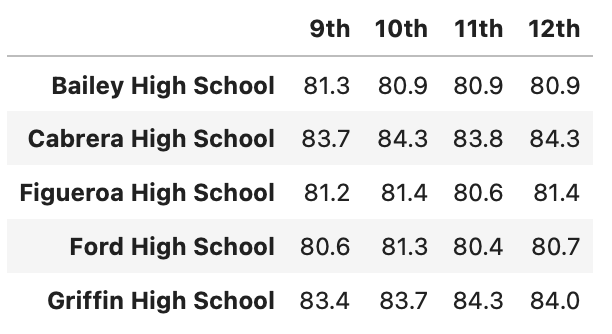 9th 10th 11th 12th
Bailey High School 81.3 80.9 80.9 80.9
Cabrera High School 83.7 84.3 83.8 84.3
Figueroa High School 81.2 81.4 80.6 81.4
Ford High School 80.6 81.3 80.4 80.7
Griffin High School 83.4 83.7 84.3 84.0